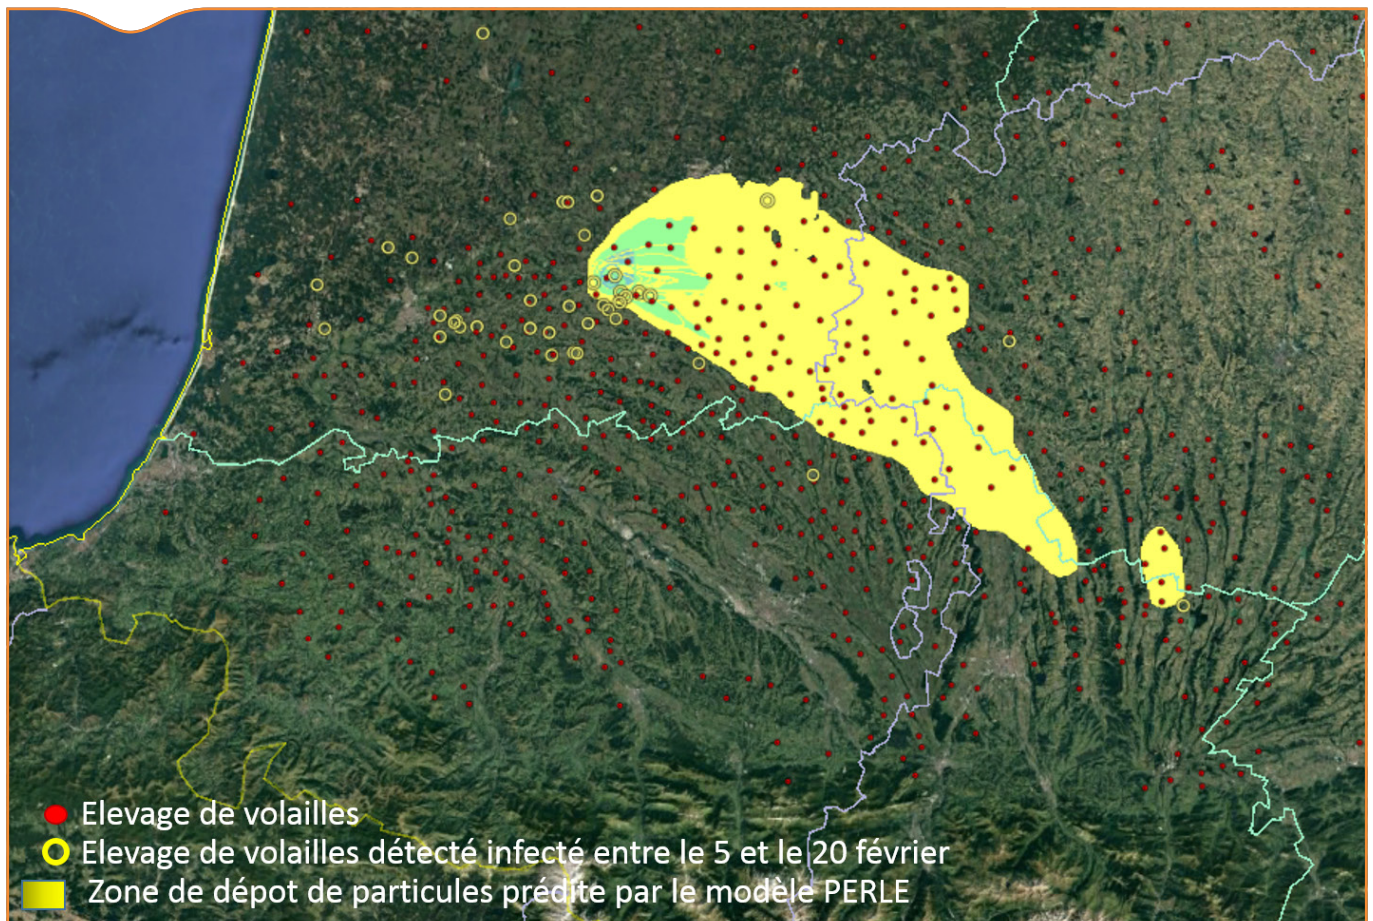 Elevage de volailles
Elevage de volailles détecté infecté entre le 5 et le 20 février
Zone de dépot de particules prédite par le modèle PERLE